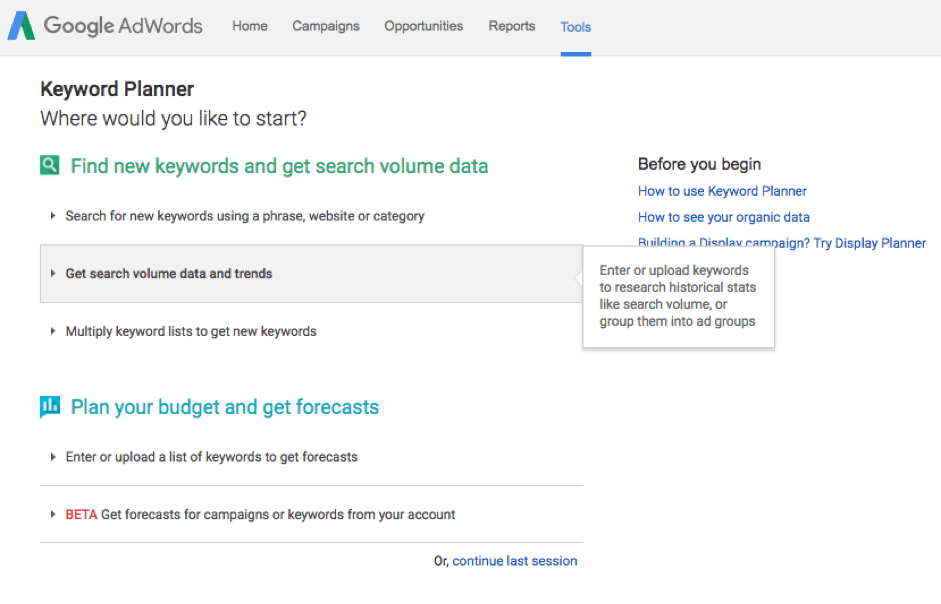 Google AdWords Home Campaigns Opportunities Reports Tools
Keyword Planner
Where would you like to start?
Find new keywords and get search volume data
Search for new keywords using a phrase, website or category
Get search volume data and trends
Multiply keyword lists to get new keywords
Plan your budget and get forecasts
Enter or upload a list of keywords to get forecasts
BETA Get forecasts for campaigns or keywords from your account
Or, continue last session
Before you begin
How to use Keyword Planner
How to see your organic data
Building a Display campaign? Try Display Planner
Enter or upload keywords
to research historical stats
like search volume, or
group them into ad groups